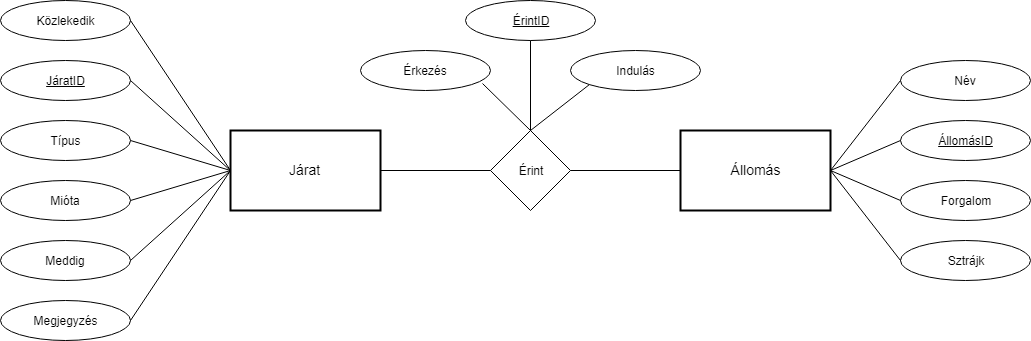 Közlekedik
JáratID
Típus
Mióta
Meddig
Megjegyzés
Járat
ÉrintID
Érkezés
Indulás
Érint
Állomás
Név
ÁllomásID
Forgalom
Sztrájk